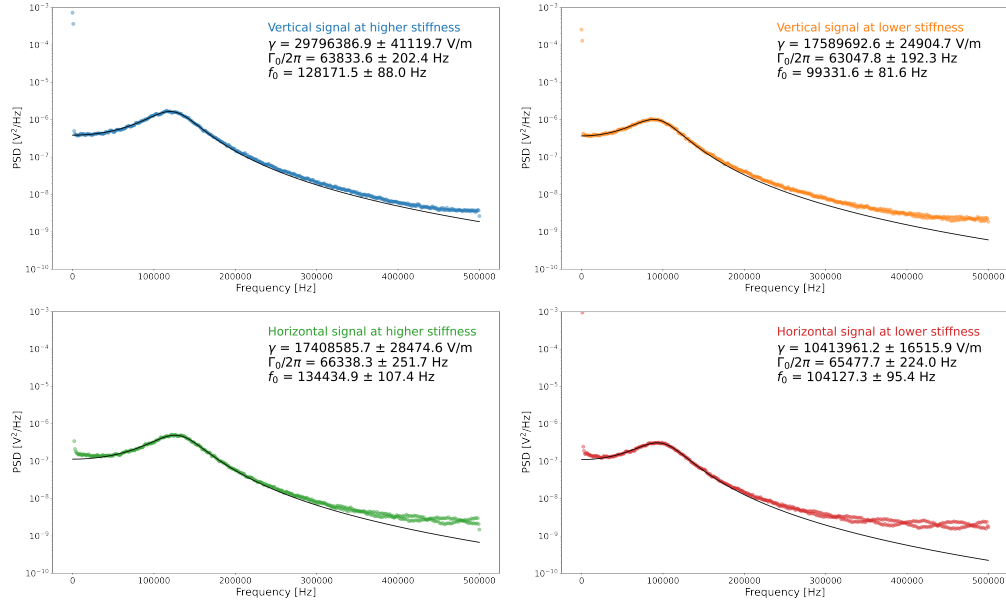 Vertical signal at higher stiffness
γ = 29796386.9 ± 41119.7 V/m
Γ₀/2π = 63833.6 ± 202.4 Hz
f₀ = 128171.5 ± 88.0 Hz
PSD [V²/Hz]
10⁻³
10⁻⁴
10⁻⁵
10⁻⁶
10⁻⁷
10⁻⁸
10⁻⁹
10⁻¹⁰
0 100000 200000 300000 400000 500000
Frequency [Hz]
Vertical signal at lower stiffness
γ = 17589692.6 ± 24904.7 V/m
Γ₀/2π = 63047.8 ± 192.3 Hz
f₀ = 99331.6 ± 81.6 Hz
PSD [V²/Hz]
10⁻³
10⁻⁴
10⁻⁵
10⁻⁶
10⁻⁷
10⁻⁸
10⁻⁹
10⁻¹⁰
0 100000 200000 300000 400000 500000
Frequency [Hz]
Horizontal signal at higher stiffness
γ = 17408585.7 ± 28474.6 V/m
Γ₀/2π = 66338.3 ± 251.7 Hz
f₀ = 134434.9 ± 107.4 Hz
PSD [V²/Hz]
10⁻³
10⁻⁴
10⁻⁵
10⁻⁶
10⁻⁷
10⁻⁸
10⁻⁹
10⁻¹⁰
0 100000 200000 300000 400000 500000
Frequency [Hz]
Horizontal signal at lower stiffness
γ = 10413961.2 ± 16515.9 V/m
Γ₀/2π = 65477.7 ± 224.0 Hz
f₀ = 104127.3 ± 95.4 Hz
PSD [V²/Hz]
10⁻³
10⁻⁴
10⁻⁵
10⁻⁶
10⁻⁷
10⁻⁸
10⁻⁹
10⁻¹⁰
0 100000 200000 300000 400000 500000
Frequency [Hz]